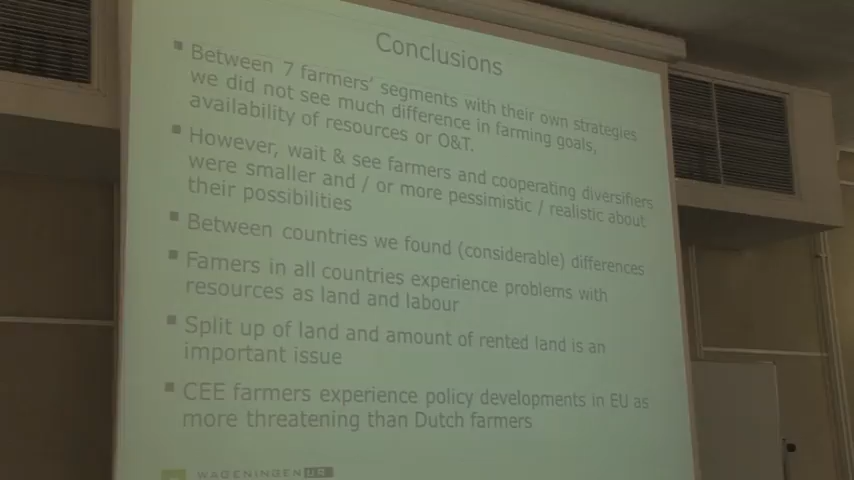 Conclusions
Between 7 farmers' segments with their own strategies
we did not see much difference in farming goals,
availability of resources or O&T.
However, wait & see farmers and cooperating diversifiers
were smaller and / or more pessimistic / realistic about
their possibilities
Between countries we found (considerable) differences
Famers in all countries experience problems with
resources as land and labour
Split up of land and amount of rented land is an
important issue
CEE farmers experience policy developments in EU as
more threatening than Dutch farmers
WAGENINGEN UR